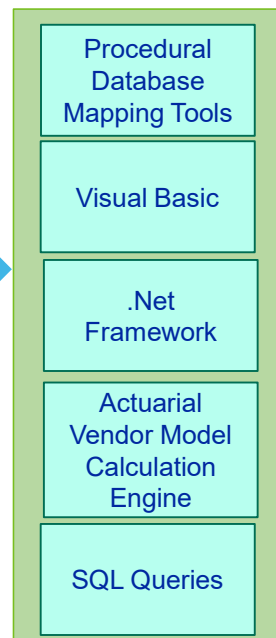 Procedural
Database
Mapping Tools
Visual Basic
.Net
Framework
Actuarial
Vendor Model
Calculation
Engine
SQL Queries